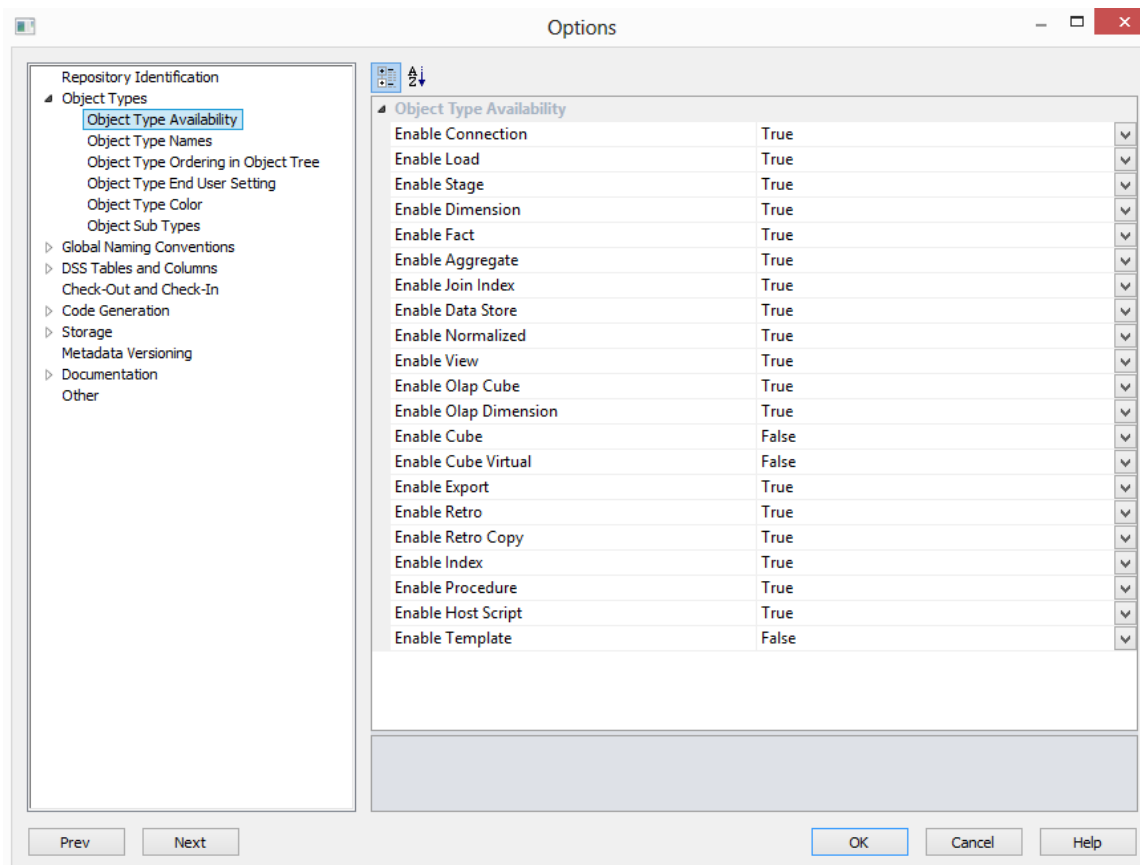 Options
Repository Identification
Object Types
Object Type Availability
Object Type Names
Object Type Ordering in Object Tree
Object Type End User Setting
Object Type Color
Object Sub Types
Global Naming Conventions
DSS Tables and Columns
Check-Out and Check-In
Code Generation
Storage
Metadata Versioning
Documentation
Other
Object Type Availability
Enable Connection True
Enable Load True
Enable Stage True
Enable Dimension True
Enable Fact True
Enable Aggregate True
Enable Join Index True
Enable Data Store True
Enable Normalized True
Enable View True
Enable Olap Cube True
Enable Olap Dimension True
Enable Cube False
Enable Cube Virtual False
Enable Export True
Enable Retro True
Enable Retro Copy True
Enable Index True
Enable Procedure True
Enable Host Script True
Enable Template False
Prev Next OK Cancel Help